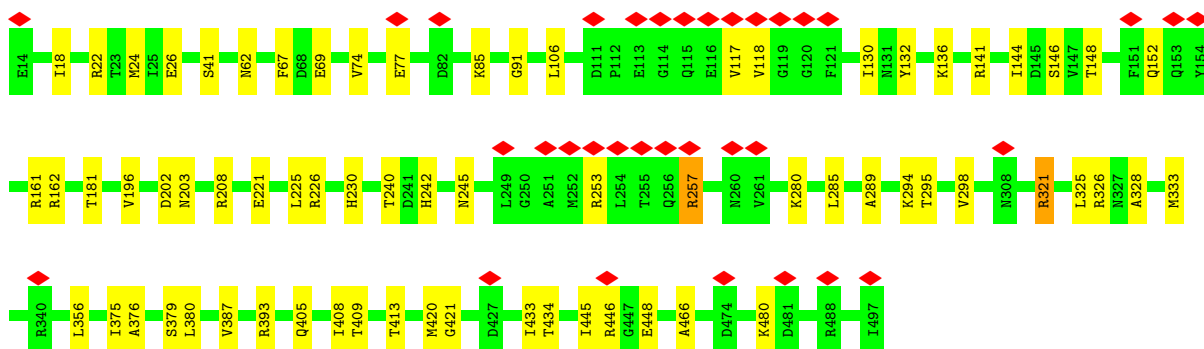 E14 I18 R22 T23 M24 I25 E26 S41 N62 F67 D68 E69 V74 E77 D82 K85 G91 L106 D111 P112 E113 G114 Q115 E116 V117 V118 G119 G120 F121 I130 N131 Y132 K136 R141 I144 D145 S146 V147 T148 F151 Q152 Q153 Y154
R161 R162 T181 V196 D202 N203 R208 E221 L225 R226 H230 T240 D241 H242 N245 L249 G250 A251 M252 R253 L254 T255 Q256 R257 N260 V261 K280 L285 A289 K294 T295 V298 N308 R321 L325 R326 N327 A328 M333
R340 L356 I375 A376 S379 L380 V387 R393 Q405 I408 T409 T413 M420 G421 D427 I433 T434 I445 R446 G447 E448 A466 D474 K480 D481 R488 I497